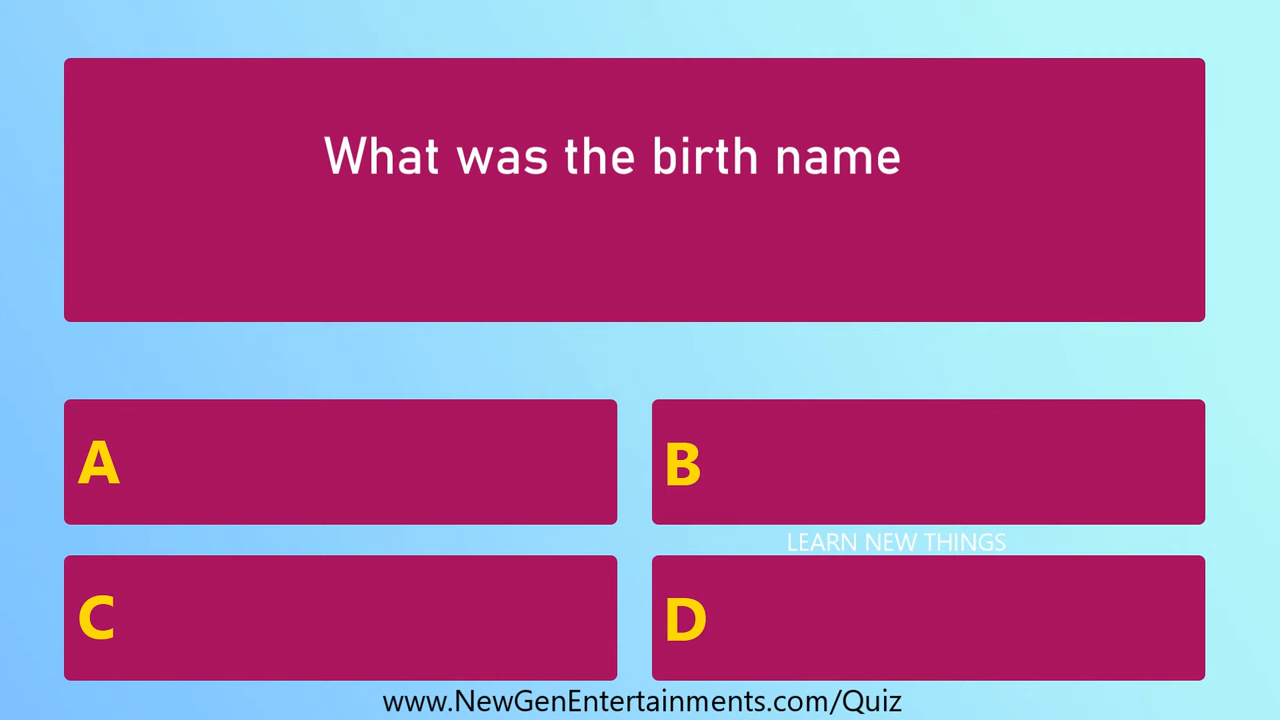 What was the birth name
A
B
LEARN NEW THINGS
C
D
www.NewGenEntertainments.com/Quiz